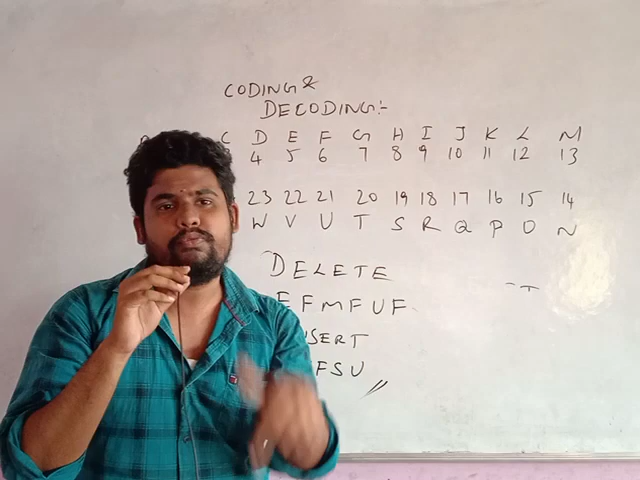 CODING &
DECODING:-
C D E F G H I J K L M
4 5 6 7 8 9 10 11 12 13
23 22 21 20 19 18 17 16 15 14
W V U T S R Q P O N
DELETE
EFMFUF
SERT
FSU